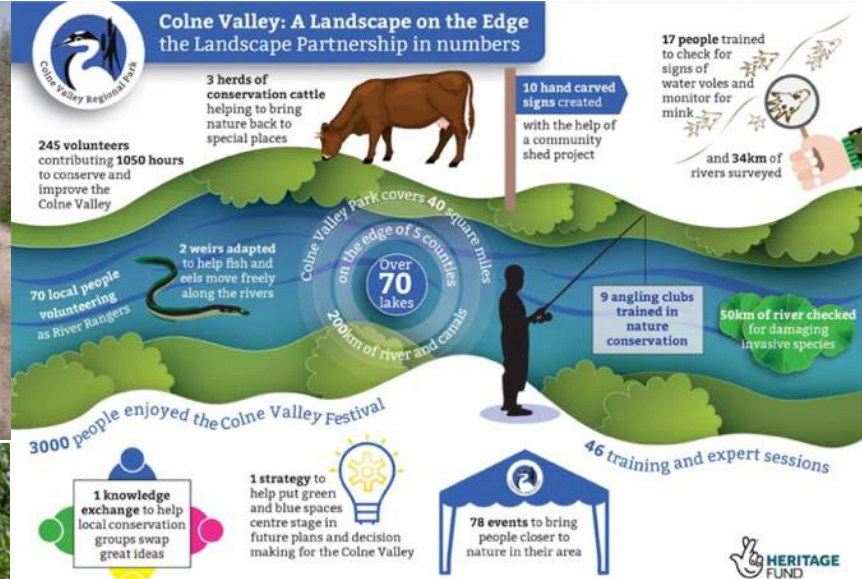 Colne Valley: A Landscape on the Edge
the Landscape Partnership in numbers
Colne Valley Regional Park
245 volunteers
contributing 1050 hours
to conserve and
improve the
Colne Valley
3 herds of
conservation cattle
helping to bring
nature back to
special places
10 hand carved
signs created
with the help of
a community
shed project
17 people trained
to check for
signs of
water voles and
monitor for
mink
and 34km of
rivers surveyed
70 local people
volunteering
as River Rangers
2 weirs adapted
to help fish and
eels move freely
along the rivers
Colne Valley Park covers 40 square miles
on the edge of 5 counties
Over
70
lakes
200km of river and canals
9 angling clubs
trained in
nature
conservation
50km of river checked
for damaging
invasive species
3000 people enjoyed the Colne Valley Festival
46 training and expert sessions
1 knowledge
exchange to help
local conservation
groups swap
great ideas
1 strategy to
help put green
and blue spaces
centre stage in
future plans and decision
making for the Colne Valley
78 events to bring
people closer to
nature in their area
HERITAGE
FUND